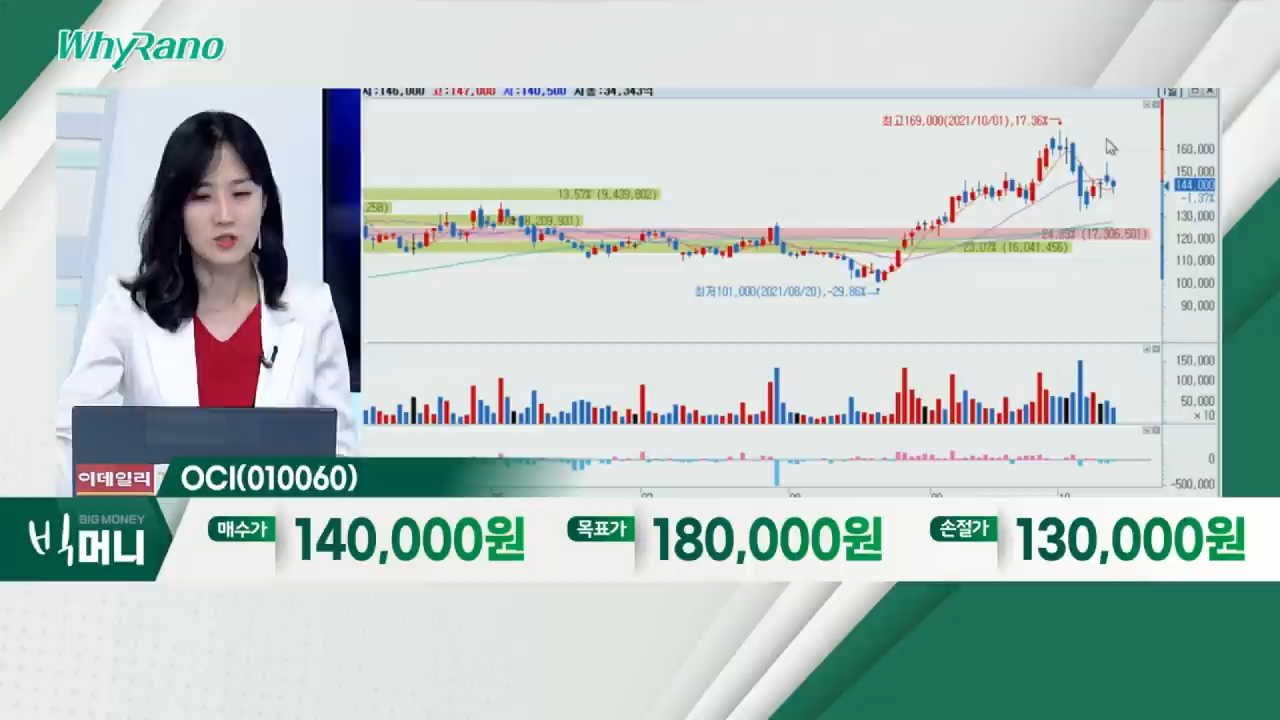 WhyRano
시:146,000 고:147,000 저:140,500 시총:34,343억
[1일]
최고169,000(2021/10/01),17.36%→
160,000
150,000
144,000
-1.37%
130,000
120,000
110,000
100,000
90,000
13.57% (9,439,802)
258)
(8,209,931)
24.89% (17,306,501)
23.07% (16,041,456)
최저101,000(2021/08/20),-29.86%→
150,000
100,000
50,000
×10
0
-500,000
이데일리
OCI(010060)
BIG MONEY
빅머니
매수가 140,000원 목표가 180,000원 손절가 130,000원